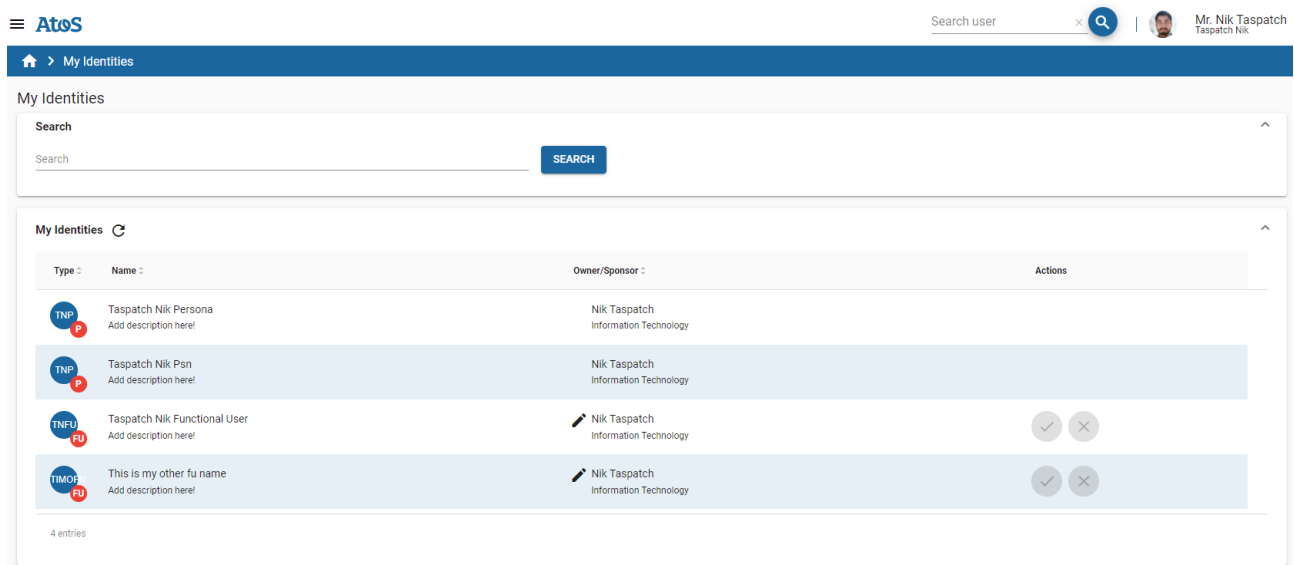 Atos
Search user
Mr. Nik Taspatch
Taspatch Nik
My Identities
My Identities
Search
Search
SEARCH
My Identities
Type Name Owner/Sponsor Actions
TNP
P
Taspatch Nik Persona
Add description here!
Nik Taspatch
Information Technology
TNP
P
Taspatch Nik Psn
Add description here!
Nik Taspatch
Information Technology
TNFU
FU
Taspatch Nik Functional User
Add description here!
Nik Taspatch
Information Technology
FU
This is my other fu name
Add description here!
Nik Taspatch
Information Technology
4 entries